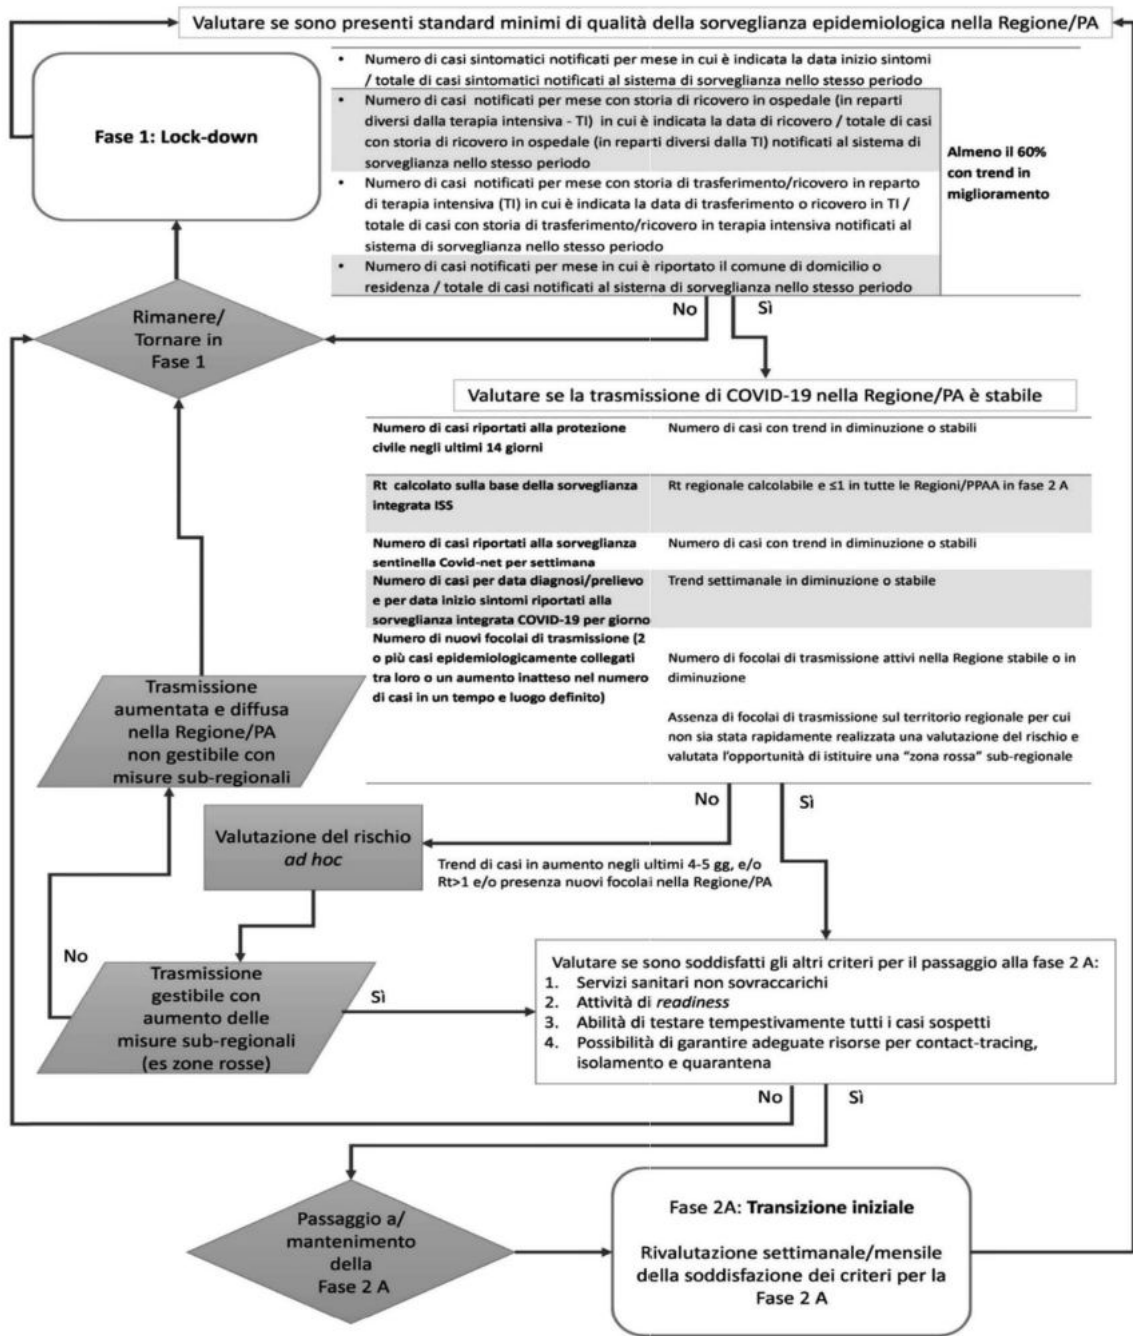 Valutare se sono presenti standard minimi di qualità della sorveglianza epidemiologica nella Regione/PA
Fase 1: Lock-down
• Numero di casi sintomatici notificati per mese in cui è indicata la data inizio sintomi
/ totale di casi sintomatici notificati al sistema di sorveglianza nello stesso periodo
• Numero di casi notificati per mese con storia di ricovero in ospedale (in reparti
diversi dalla terapia intensiva - TI) in cui è indicata la data di ricovero / totale di casi
con storia di ricovero in ospedale (in reparti diversi dalla TI) notificati al sistema di
sorveglianza nello stesso periodo
• Numero di casi notificati per mese con storia di trasferimento/ricovero in reparto
di terapia intensiva (TI) in cui è indicata la data di trasferimento o ricovero in TI /
totale di casi con storia di trasferimento/ricovero in terapia intensiva notificati al
sistema di sorveglianza nello stesso periodo
• Numero di casi notificati per mese in cui è riportato il comune di domicilio o
residenza / totale di casi notificati al sistema di sorveglianza nello stesso periodo
Almeno il 60%
con trend in
miglioramento
No
Sì
Rimanere/
Tornare in
Fase 1
Valutare se la trasmissione di COVID-19 nella Regione/PA è stabile
Numero di casi riportati alla protezione
civile negli ultimi 14 giorni
Numero di casi con trend in diminuzione o stabili
Rt calcolato sulla base della sorveglianza
integrata ISS
Rt regionale calcolabile e ≤1 in tutte le Regioni/PPAA in fase 2 A
Numero di casi riportati alla sorveglianza
sentinella Covid-net per settimana
Numero di casi con trend in diminuzione o stabili
Numero di casi per data diagnosi/prelievo
e per data inizio sintomi riportati alla
sorveglianza integrata COVID-19 per giorno
Trend settimanale in diminuzione o stabile
Numero di nuovi focolai di trasmissione (2
o più casi epidemiologicamente collegati
tra loro o un aumento inatteso nel numero
di casi in un tempo e luogo definito)
Numero di focolai di trasmissione attivi nella Regione stabile o in
diminuzione
Assenza di focolai di trasmissione sul territorio regionale per cui
non sia stata rapidamente realizzata una valutazione del rischio e
valutata l'opportunità di istituire una "zona rossa" sub-regionale
Trasmissione
aumentata e diffusa
nella Regione/PA
non gestibile con
misure sub-regionali
No
Sì
Valutazione del rischio
ad hoc
Trend di casi in aumento negli ultimi 4-5 gg, e/o
Rt>1 e/o presenza nuovi focolai nella Regione/PA
No
Trasmissione
gestibile con
aumento delle
misure sub-regionali
(es zone rosse)
Sì
Valutare se sono soddisfatti gli altri criteri per il passaggio alla fase 2 A:
1. Servizi sanitari non sovraccarichi
2. Attività di readiness
3. Abilità di testare tempestivamente tutti i casi sospetti
4. Possibilità di garantire adeguate risorse per contact-tracing,
isolamento e quarantena
No
Sì
Passaggio a/
mantenimento
della
Fase 2 A
Fase 2A: Transizione iniziale
Rivalutazione settimanale/mensile
della soddisfazione dei criteri per la
Fase 2 A